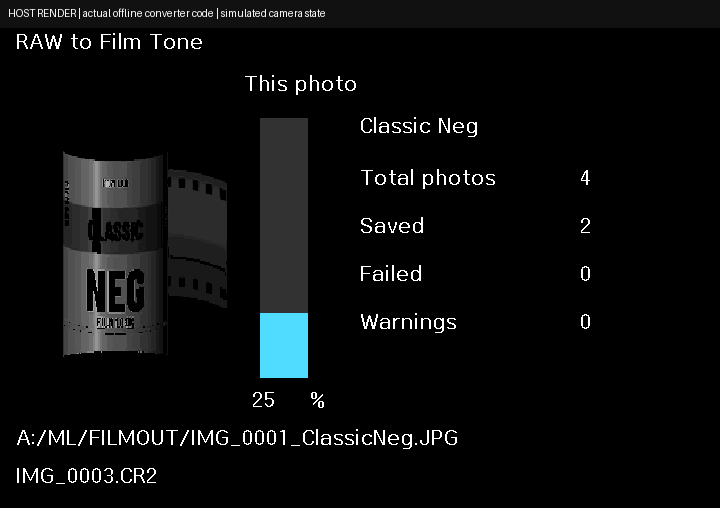 HOST RENDER | actual offline converter code | simulated camera state
RAW to Film Tone
This photo
Classic Neg
Total photos 4
Saved 2
Failed 0
Warnings 0
CLASSIC
NEG
25 %
A:/ML/FILMOUT/IMG_0001_ClassicNeg.JPG
IMG_0003.CR2